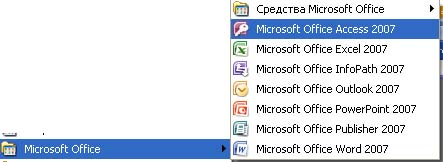 Средства Microsoft Office
Microsoft Office Access 2007
Microsoft Office Excel 2007
Microsoft Office InfoPath 2007
Microsoft Office Outlook 2007
Microsoft Office PowerPoint 2007
Microsoft Office Publisher 2007
Microsoft Office Word 2007
Microsoft Office